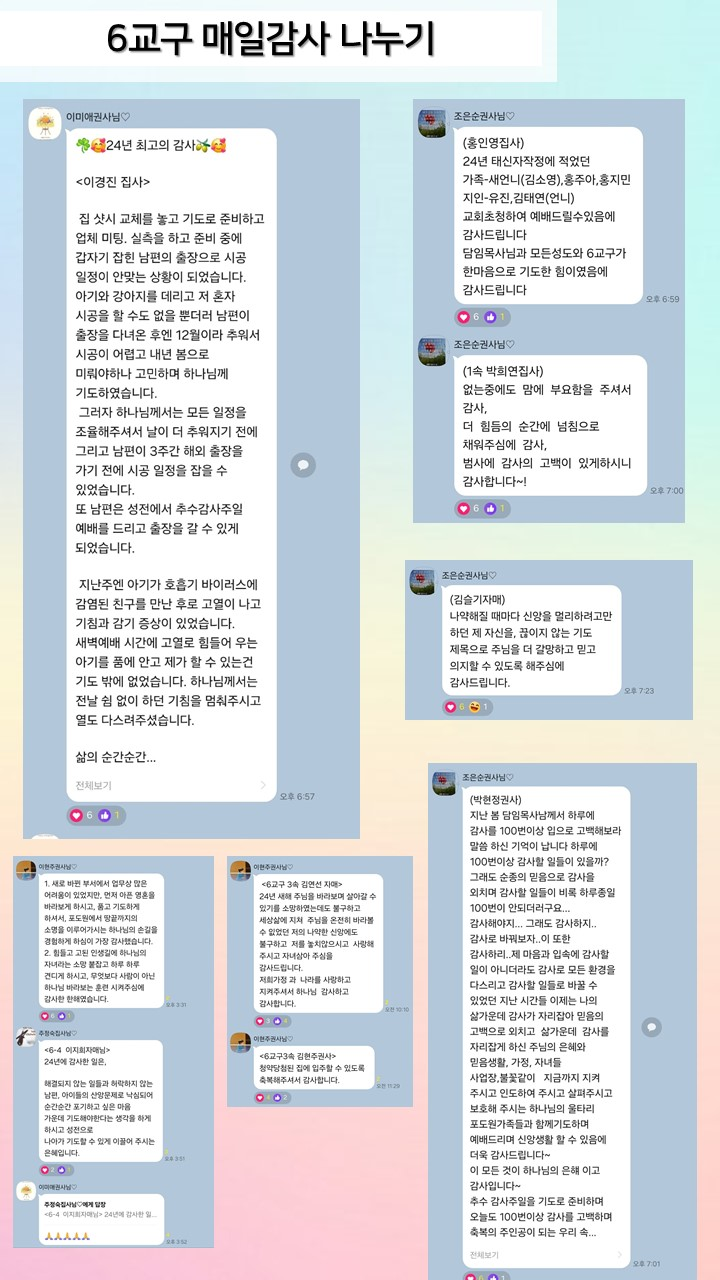 6교구 매일감사 나누기
이미애권사님♡
🍀🥰24년 최고의 감사🫒🥰
<이경진 집사>
집 샷시 교체를 놓고 기도로 준비하고
업체 미팅. 실측을 하고 준비 중에
갑자기 잡힌 남편의 출장으로 시공
일정이 안맞는 상황이 되었습니다.
아기와 강아지를 데리고 저 혼자
시공을 할 수도 없을 뿐더러 남편이
출장을 다녀온 후엔 12월이라 추워서
시공이 어렵고 내년 봄으로
미뤄야하나 고민하며 하나님께
기도하였습니다.
그러자 하나님께서는 모든 일정을
조율해주셔서 날이 더 추워지기 전에
그리고 남편이 3주간 해외 출장을
가기 전에 시공 일정을 잡을 수
있었습니다.
또 남편은 성전에서 추수감사주일
예배를 드리고 출장을 갈 수 있게
되었습니다.
지난주엔 아기가 호흡기 바이러스에
감염된 친구를 만난 후로 고열이 나고
기침과 감기 증상이 있었습니다.
새벽예배 시간에 고열로 힘들어 우는
아기를 품에 안고 제가 할 수 있는건
기도 밖에 없었습니다. 하나님께서는
전날 쉼 없이 하던 기침을 멈춰주시고
열도 다스려주셨습니다.
삶의 순간순간...
전체보기
오후 6:57
6 1
조은순권사님♡
(홍인영집사)
24년 태신자작정에 적었던
가족-새언니(김소영),홍주아,홍지민
지인-유진,김태연(언니)
교회초청하여 예배드릴수있음에
감사드립니다
담임목사님과 모든성도와 6교구가
한마음으로 기도한 힘이였음에
감사드립니다
오후 6:59
6 1
조은순권사님♡
(1속 박희연집사)
없는중에도 맘에 부요함을 주셔서
감사,
더 힘듬의 순간에 넘침으로
채워주심에 감사,
범사에 감사의 고백이 있게하시니
감사합니다~!
오후 7:00
6 1
조은순권사님♡
(김슬기자매)
나약해질 때마다 신앙을 멀리하려고만
하던 제 자신을, 끊이지 않는 기도
제목으로 주님을 더 갈망하고 믿고
의지할 수 있도록 해주심에
감사드립니다.
오후 7:23
6 1
조은순권사님♡
(박현정권사)
지난 봄 담임목사님께서 하루에
감사를 100번이상 입으로 고백해보라
말씀 하신 기억이 납니다 하루에
100번이상 감사할 일들이 있을까?
그래도 순종의 믿음으로 감사을
외치며 감사할 일들이 비록 하루종일
100번이 안되더러구요...
감사해야지... 그래도 감사하지..
감사로 바꿔보자..이 또한
감사하리..제 마음과 입속에 감사할
일이 아니더라도 감사로 모든 환경을
다스리고 감사할 일들로 바꿀 수
있었던 지난 시간들 이제는 나의
삶가운데 감사가 자리잡아 믿음의
고백으로 외치고 삶가운데 감사를
자리잡게 하신 주님의 은혜와
믿음생활, 가정, 자녀들
사업장,불꽃같이 지금까지 지켜
주시고 인도하여 주시고 살펴주시고
보호해 주시는 하나님의 울타리
포도원가족들과 함께기도하며
예배드리며 신앙생활 할 수 있음에
더욱 감사드립니다~
이 모든 것이 하나님의 은햬 이고
감사입니다~
추수 감사주일을 기도로 준비하며
오늘도 100번이상 감사를 고백하며
축복의 주인공이 되는 우리 속...
전체보기
오후 7:01
이현주권사님♡
1. 새로 바뀐 부서에서 업무상 많은
어려움이 있었지만, 먼저 아픈 영혼을
바라보게 하시고, 품고 기도하게
하셔서, 포도원에서 땅끝까지의
소명을 이루어가시는 하나님의 손길을
경험하게 하심이 가장 감사했습니다.
2. 힘들고 고된 인생길에 하나님의
자녀라는 소망 붙잡고 하루 하루
견디게 하시고, 무엇보다 사람이 아닌
하나님 바라보는 훈련 시켜주심에
감사한 한해였습니다.
오후 3:31
주정숙집사님♡
<6-4 이지희자매님>
24년에 감사한 일은,
해결되지 않는 일들과 허락하지 않는
남편, 아이들의 산망문제로 낙심되어
순간순간 포기하고 싶은 마음
가운데 기도해야한다는 생각을 하게
하시고 성전으로
나아가 기도할 수 있게 이끌어 주시는
은혜입니다.
오후 3:51
이미애권사님♡
주정숙집사님♡에게 답장
<6-4 이지희자매님> 24년에 감사한 일...
🙏🙏🙏🙏🙏
오후 3:52
이현주권사님♡
<6교구 3속 김연선 자매>
24년 새해 주님을 바라보며 살아갈 수
있기를 소망하였는데도 불구하고
세상삶에 지쳐 주님을 온전히 바라볼
수 없었던 저의 나약한 신앙에도
불구하고 저를 놓치않으시고 사랑해
주시고 자녀삼아 주심을
감사드립니다.
저희가정 과 나라를 사랑하고
지켜주셔서 하나님 감사하고
감사합니다.
오전 10:10
이현주권사님♡
<6교구3속 김현주권사>
청약당첨된 집에 입주할 수 있도록
축복해주셔서 감사합니다.
오전 11:29